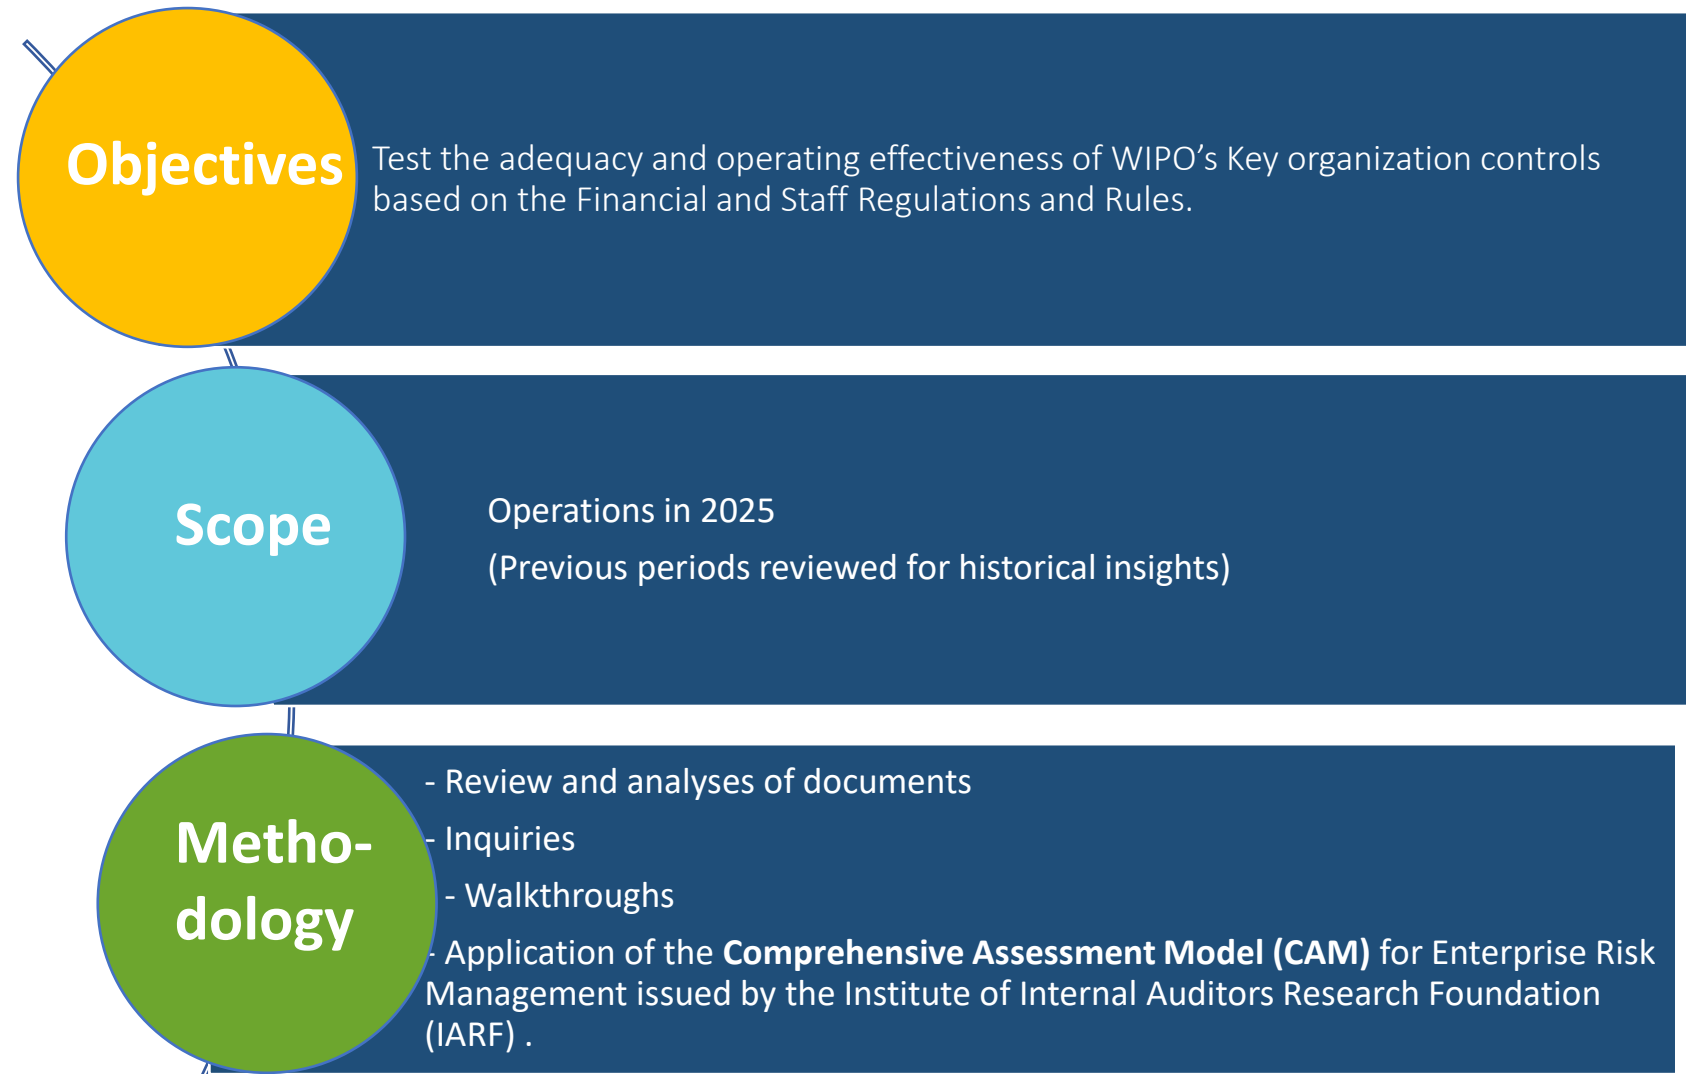 Objectives
Test the adequacy and operating effectiveness of WIPO’s Key organization controls
based on the Financial and Staff Regulations and Rules.
Scope
Operations in 2025
(Previous periods reviewed for historical insights)
Metho-
dology
- Review and analyses of documents
- Inquiries
- Walkthroughs
- Application of the Comprehensive Assessment Model (CAM) for Enterprise Risk
Management issued by the Institute of Internal Auditors Research Foundation
(IARF) .